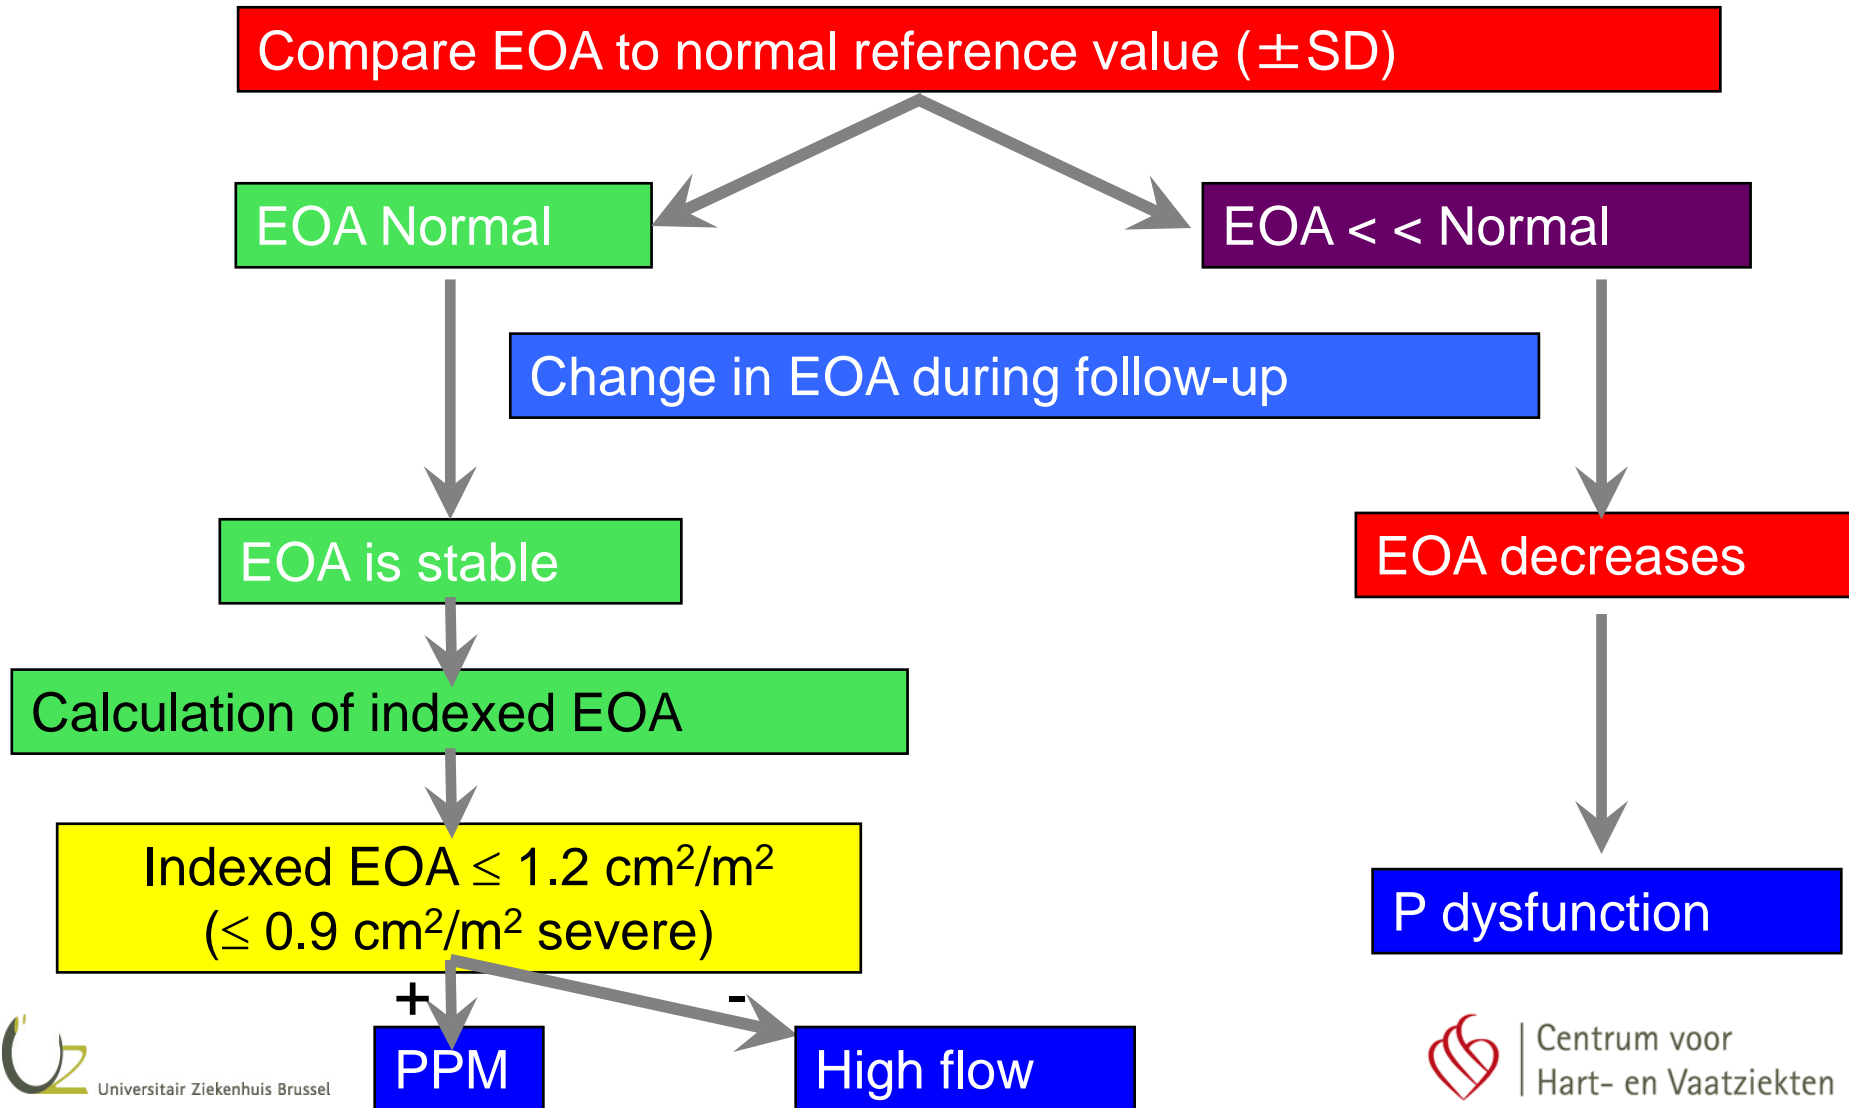 Compare EOA to normal reference value (±SD)
EOA Normal
EOA < < Normal
Change in EOA during follow-up
EOA is stable
EOA decreases
Calculation of indexed EOA
Indexed EOA ≤ 1.2 cm²/m²
(≤ 0.9 cm²/m² severe)
P dysfunction
+
-
PPM
High flow
UZ Universitair Ziekenhuis Brussel
Centrum voor
Hart- en Vaatziekten